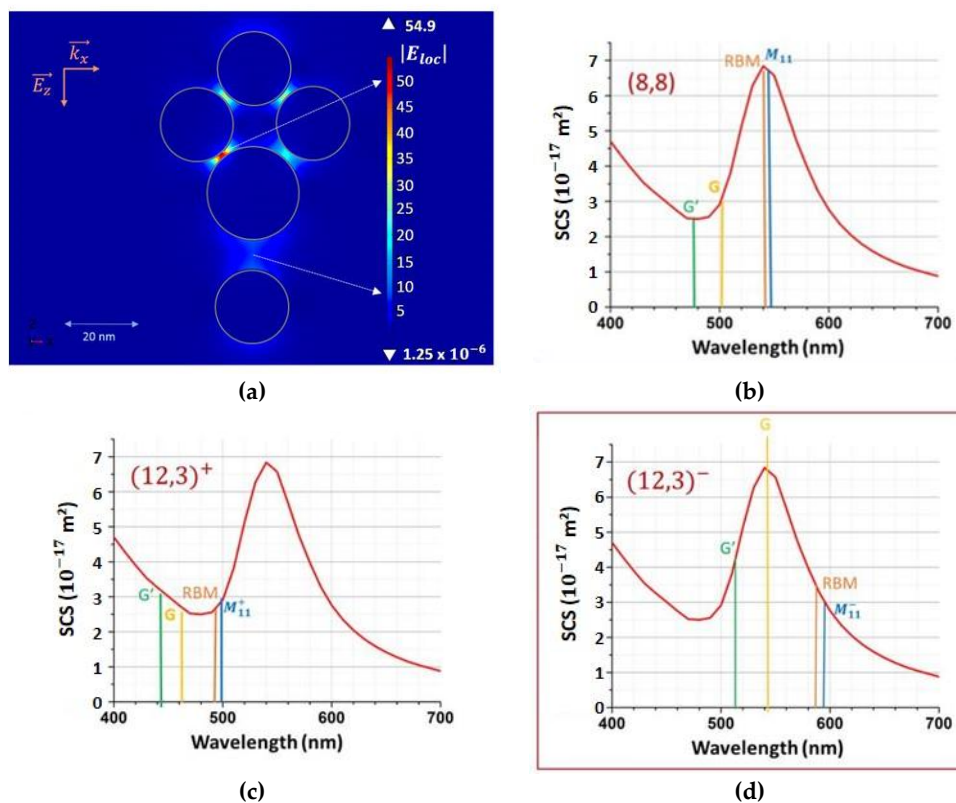 $\vec{k_x}$
$\vec{E_z}$
54.9
|E_loc|
50
45
40
35
30
25
20
15
10
5
1.25 x 10⁻⁶
20 nm
(a)
SCS (10⁻¹⁷ m²)
7
6
5
4
3
2
1
0
RBM M₁₁
(8,8)
G
G'
400 500 600 700
Wavelength (nm)
(b)
SCS (10⁻¹⁷ m²)
7
6
5
4
3
2
1
0
(12,3)⁺
G' G RBM M₁₁⁺
400 500 600 700
Wavelength (nm)
(c)
SCS (10⁻¹⁷ m²)
7
6
5
4
3
2
1
0
G
(12,3)⁻
G'
RBM
M₁₁⁻
400 500 600 700
Wavelength (nm)
(d)